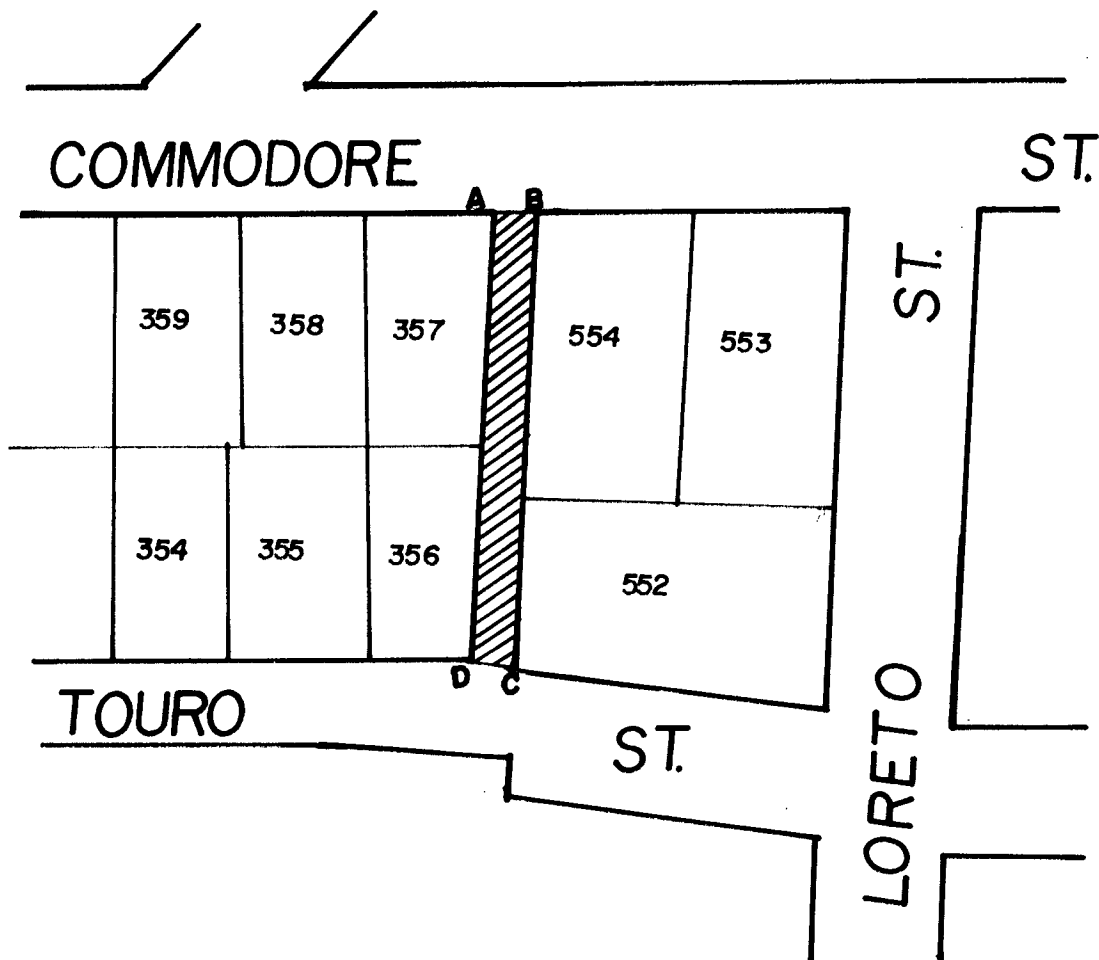 COMMODORE ST.
A B
ST.
359 358 357 554 553
354 355 356 552
D C
TOURO ST.
LORETO